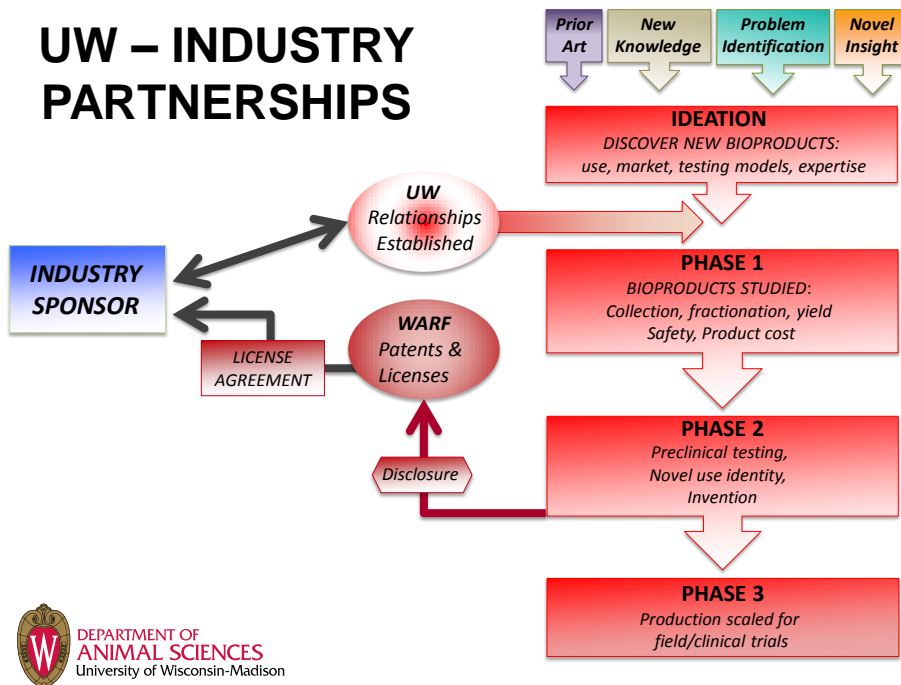 UW – INDUSTRY
PARTNERSHIPS
Prior
Art
New
Knowledge
Problem
Identification
Novel
Insight
IDEATION
DISCOVER NEW BIOPRODUCTS:
use, market, testing models, expertise
UW
Relationships
Established
INDUSTRY
SPONSOR
PHASE 1
BIOPRODUCTS STUDIED:
Collection, fractionation, yield
Safety, Product cost
WARF
Patents &
Licenses
LICENSE
AGREEMENT
PHASE 2
Preclinical testing,
Novel use identity,
Invention
Disclosure
PHASE 3
Production scaled for
field/clinical trials
W
DEPARTMENT OF
ANIMAL SCIENCES
University of Wisconsin-Madison